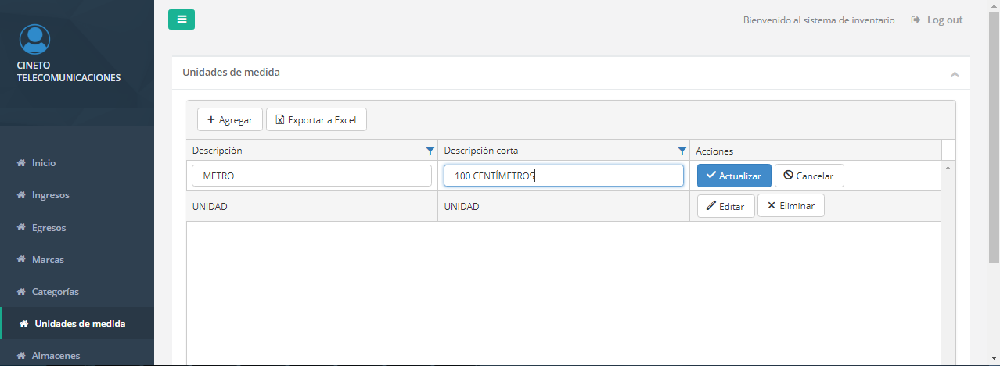 CINETO
TELECOMUNICACIONES
Inicio
Ingresos
Egresos
Marcas
Categorías
Unidades de medida
Almacenes
Bienvenido al sistema de inventario
Log out
Unidades de medida
+ Agregar
Exportar a Excel
Descripción
Descripción corta
Acciones
METRO
100 CENTÍMETROS
Actualizar
Cancelar
UNIDAD
UNIDAD
Editar
Eliminar